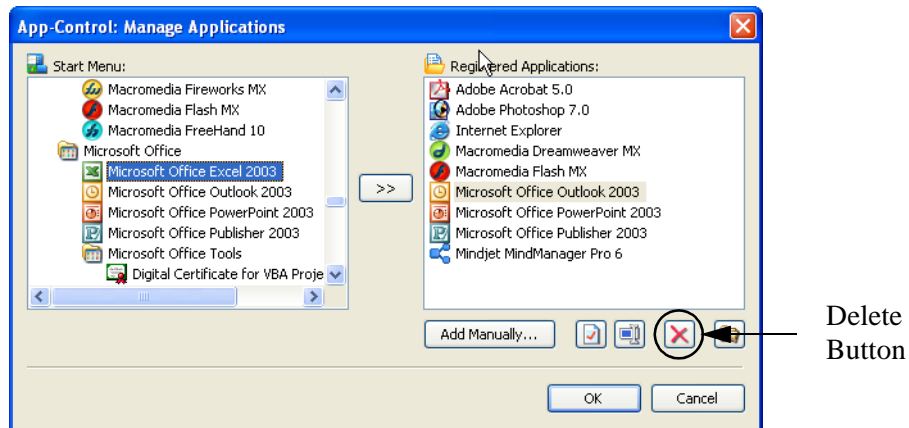 App-Control: Manage Applications
Start Menu:
Macromedia Fireworks MX
Macromedia Flash MX
Macromedia FreeHand 10
Microsoft Office
Microsoft Office Excel 2003
Microsoft Office Outlook 2003
Microsoft Office PowerPoint 2003
Microsoft Office Publisher 2003
Microsoft Office Tools
Digital Certificate for VBA Proje
>>
Registered Applications:
Adobe Acrobat 5.0
Adobe Photoshop 7.0
Internet Explorer
Macromedia Dreamweaver MX
Macromedia Flash MX
Microsoft Office Outlook 2003
Microsoft Office PowerPoint 2003
Microsoft Office Publisher 2003
Mindjet MindManager Pro 6
Add Manually...
Delete
Button
OK
Cancel